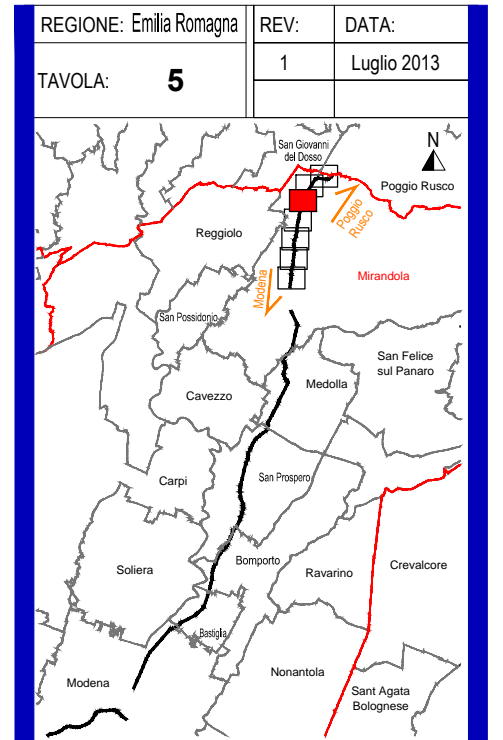 REGIONE: Emilia Romagna
REV:
DATA:
TAVOLA: 5
1
Luglio 2013
San Giovanni
del Dosso
N
Poggio Rusco
Poggio
Rusco
Reggiolo
Mirandola
Modena
San Possidonio
San Felice
sul Panaro
Medolla
Cavezzo
Carpi
San Prospero
Soliera
Bomporto
Ravarino
Crevalcore
Bastiglia
Nonantola
Modena
Sant Agata
Bolognese